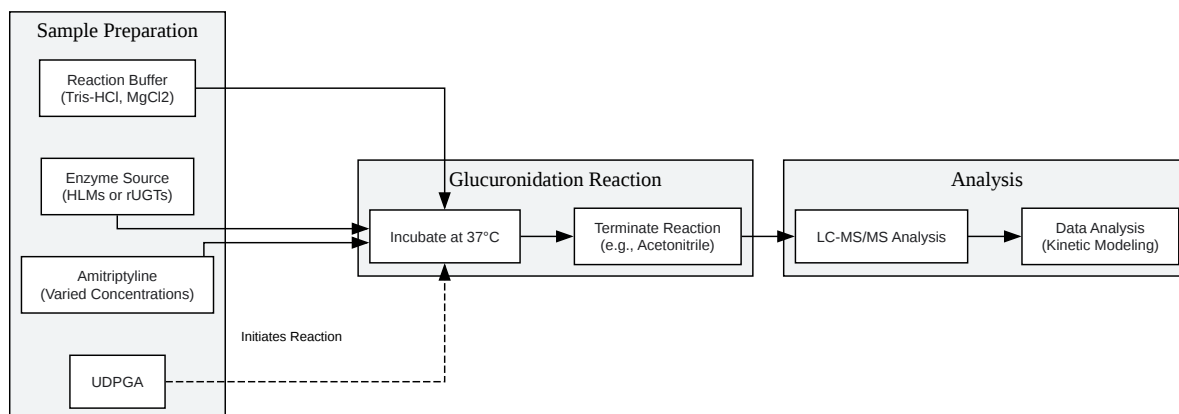 Sample Preparation
Reaction Buffer
(Tris-HCl, MgCl2)
Enzyme Source
(HLMs or rUGTs)
Amitriptyline
(Varied Concentrations)
UDPGA
Initiates Reaction
Glucuronidation Reaction
Incubate at 37°C
Terminate Reaction
(e.g., Acetonitrile)
Analysis
LC-MS/MS Analysis
Data Analysis
(Kinetic Modeling)